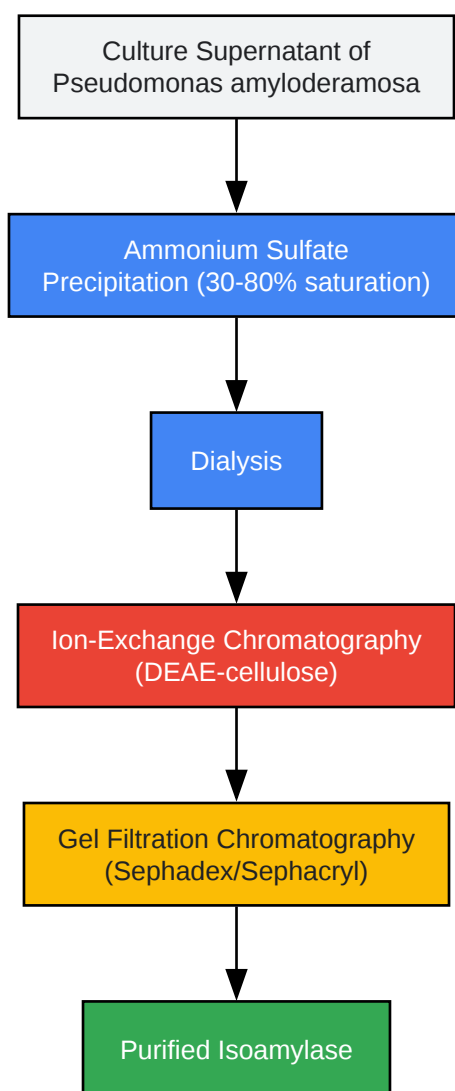 Culture Supernatant of
Pseudomonas amyloderamosa
Ammonium Sulfate
Precipitation (30-80% saturation)
Dialysis
Ion-Exchange Chromatography
(DEAE-cellulose)
Gel Filtration Chromatography
(Sephadex/Sephacryl)
Purified Isoamylase